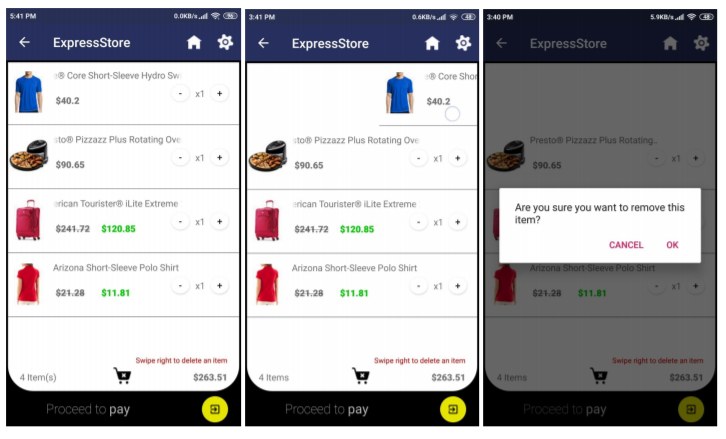 5:41 PM
0.0KB/s
76
ExpressStore
e® Core Short-Sleeve Hydro Sw
$40.2
- x1 +
sto® Pizzazz Plus Rotating Ove
$90.65
- x1 +
erican Tourister® iLite Extreme
$241.72 $120.85
- x1 +
Arizona Short-Sleeve Polo Shirt
$21.28 $11.81
- x1 +
Swipe right to delete an item
4 Item(s)
$263.51
Proceed to pay
3:41 PM
0.6KB/s
48
ExpressStore
e® Core Shor
$40.2
sto® Pizzazz Plus Rotating Ove
$90.65
- x1 +
erican Tourister® iLite Extreme
$241.72 $120.85
- x1 +
Arizona Short-Sleeve Polo Shirt
$21.28 $11.81
- x1 +
Swipe right to delete an item
4 Items
$263.51
Proceed to pay
3:40 PM
5.9KB/s
48
ExpressStore
Presto® Pizzazz Plus Rotating..
$90.65
- x1 +
Are you sure you want to remove this
item?
CANCEL OK
Arizona Short-Sleeve Polo Shirt
$21.28 $11.81
- x1 +
Swipe right to delete an item
4 Items
$263.51
Proceed to pay